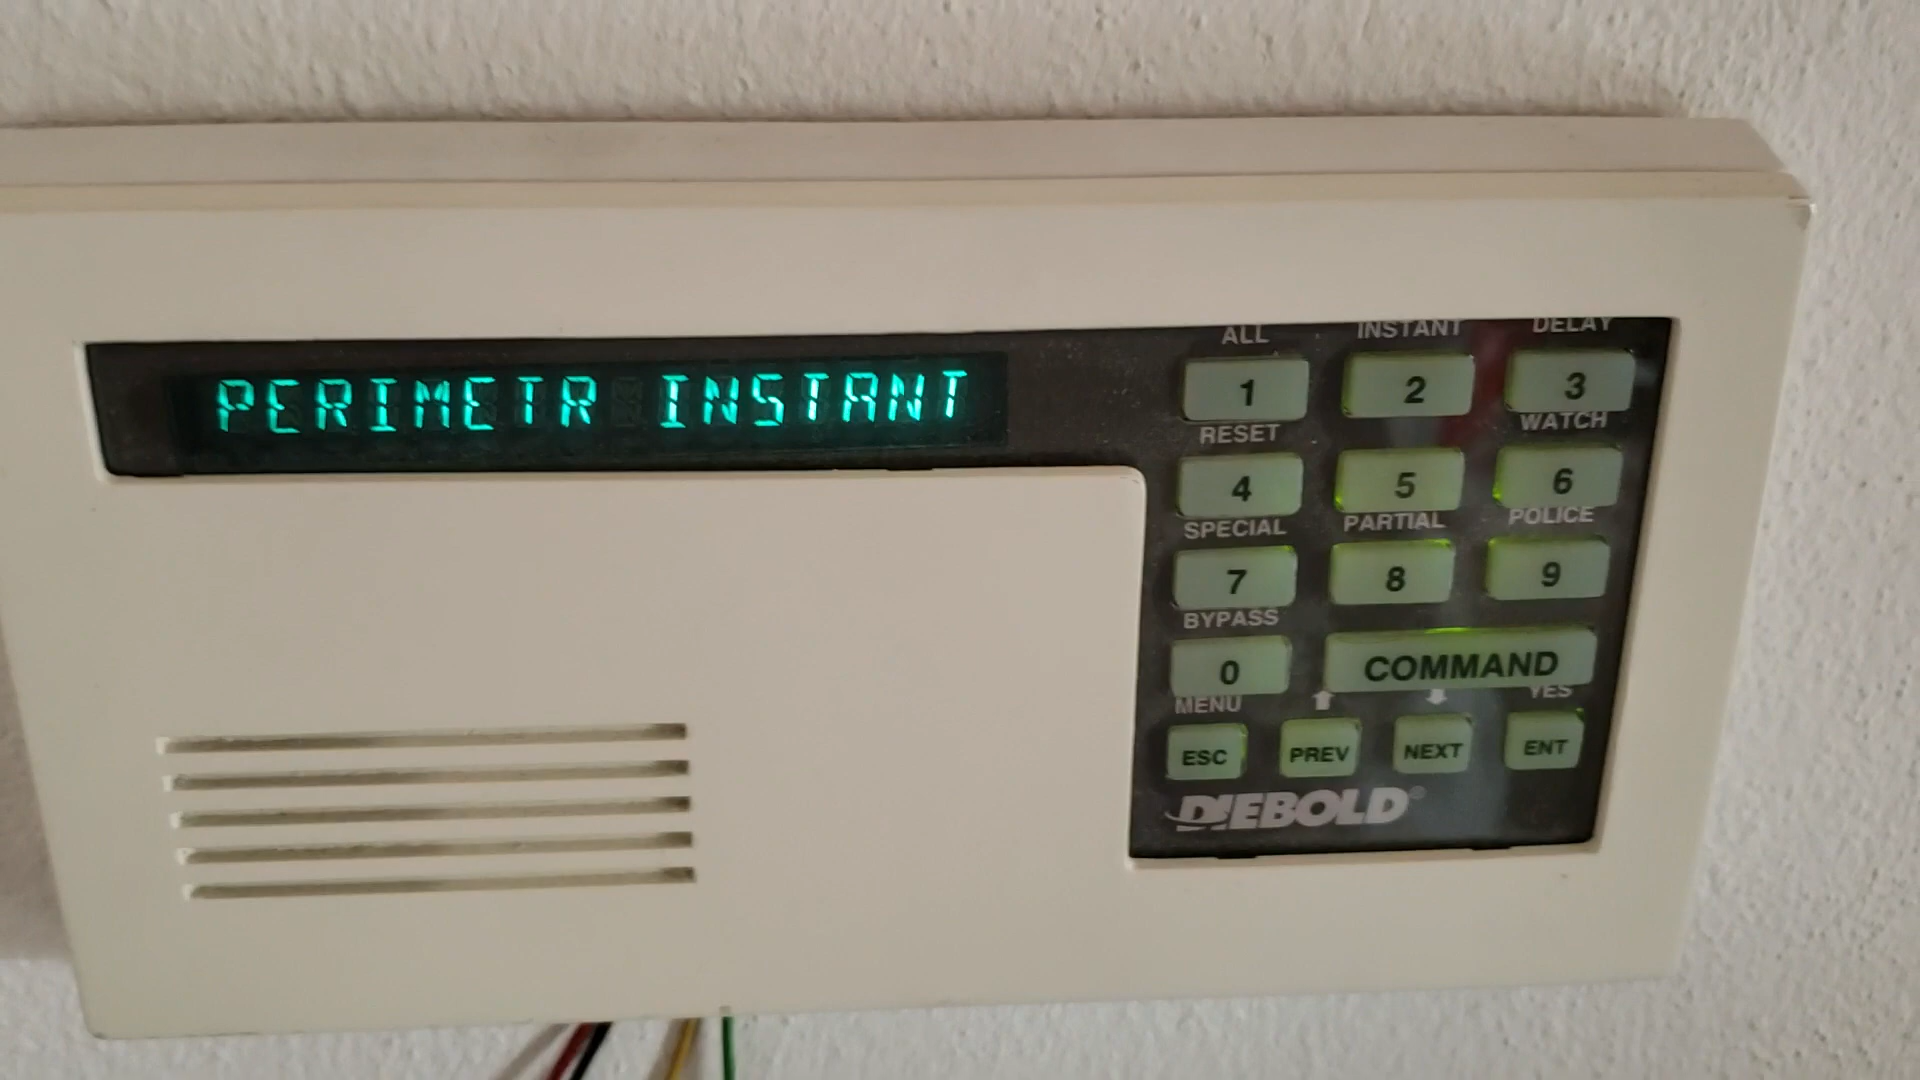 PERIMETR INSTANT
ALL INSTANT DELAY
1 2 3
RESET WATCH
4 5 6
SPECIAL PARTIAL POLICE
7 8 9
BYPASS
0 COMMAND
MENU YES
ESC PREV NEXT ENT
DIEBOLD®